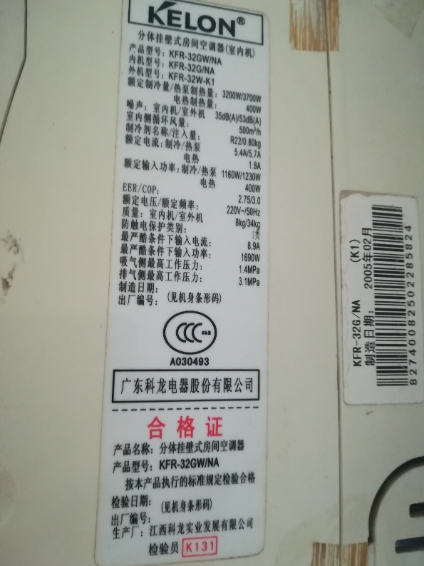 KELON®
分体挂壁式房间空调器(室内机)
产品型号: KFR-32GW/NA
内机型号: KFR-32G/NA
外机型号: KFR-32W-K1
额定制冷量/热泵制热量: 3200W/3700W
电热制热量: 400W
噪声: 室内机/室外机 35dB(A)/53dB(A)
室内侧循环风量: 500m³/h
制冷剂名称/注入量: R22/0.80kg
额定电流: 制冷/热泵 5.4A/5.7A
电热 1.8A
额定输入功率: 制冷/热泵 1160W/1230W
电热 400W
EER/COP: 2.75/3.0
额定电压/额定频率: 220V~/50Hz
质量: 室内机/室外机 8kg/34kg
防触电保护类别: I类
最严酷条件下输入电流: 8.9A
最严酷条件下输入功率: 1690W
吸气侧最高工作压力: 1.4MPa
排气侧最高工作压力: 3.1MPa
制造日期:
出厂编号: (见机身条形码)
CCC
A030493
广东科龙电器股份有限公司
合格证
产品名称: 分体挂壁式房间空调器
产品型号: KFR-32GW/NA
按本产品执行的标准规定检验合格
检验日期: (见机身条形码)
出厂编号:
生产厂: 江西科龙实业发展有限公司
检验员 K131
KFR-32G/NA (K1)
制造日期: 2005年02月
8274008250228 5824